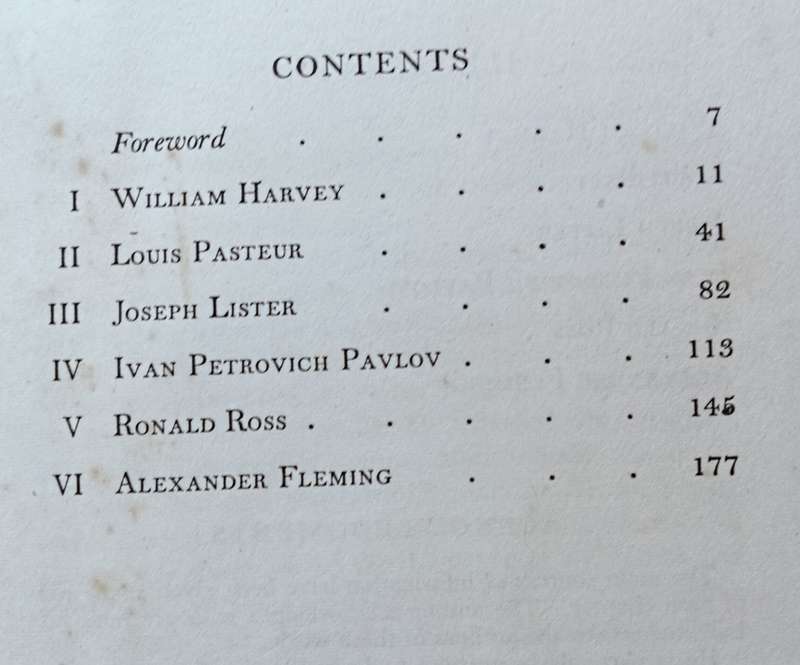 CONTENTS
Foreword . . . . . 7
I WILLIAM HARVEY . . . . 11
II LOUIS PASTEUR . . . . 41
III JOSEPH LISTER . . . . 82
IV IVAN PETROVICH PAVLOV . . . 113
V RONALD ROSS . . . . . 145
VI ALEXANDER FLEMING . . . 177